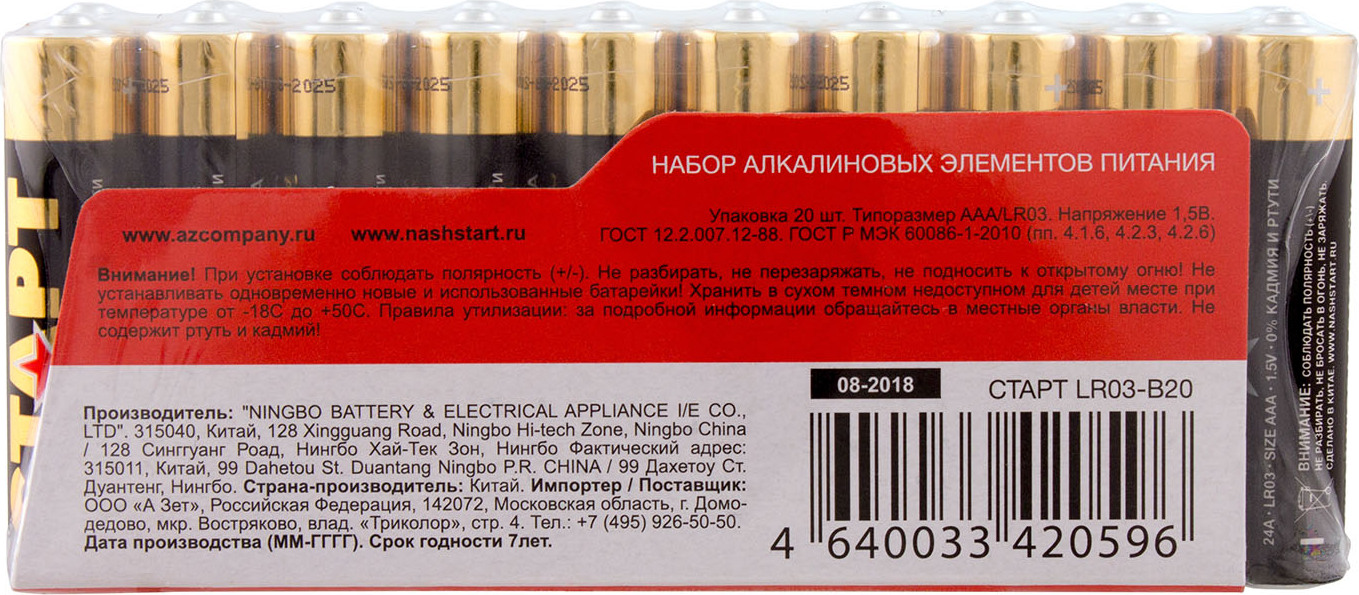 2025
2025
2025
2025
2025
2025
НАБОР АЛКАЛИНОВЫХ ЭЛЕМЕНТОВ ПИТАНИЯ
Упаковка 20 шт. Типоразмер AAA/LR03. Напряжение 1,5В.
www.azcompany.ru www.nashstart.ru ГОСТ 12.2.007.12-88. ГОСТ Р МЭК 60086-1-2010 (пп. 4.1.6, 4.2.3, 4.2.6)
Внимание! При установке соблюдать полярность (+/-). Не разбирать, не перезаряжать, не подносить к открытому огню! Не
устанавливать одновременно новые и использованные батарейки! Хранить в сухом темном недоступном для детей месте при
температуре от -18С до +50С. Правила утилизации: за подробной информации обращайтесь в местные органы власти. Не
содержит ртуть и кадмий!
08-2018
СТАРТ LR03-B20
Производитель: "NINGBO BATTERY & ELECTRICAL APPLIANCE I/E CO.,
LTD". 315040, Китай, 128 Xingguang Road, Ningbo Hi-tech Zone, Ningbo China
/ 128 Синггуанг Роад, Нингбо Хай-Тек Зон, Нингбо Фактический адрес:
315011, Китай, 99 Dahetou St. Duantang Ningbo P.R. CHINA / 99 Дахетоу Ст.
Дуантенг, Нингбо. Страна-производитель: Китай. Импортер / Поставщик:
ООО «А Зет», Российская Федерация, 142072, Московская область, г. Домо-
дедово, мкр. Востряково, влад. «Триколор», стр. 4. Тел.: +7 (495) 926-50-50.
Дата производства (ММ-ГГГГ). Срок годности 7лет.
4 640033 420596
СТАРТ
24A · LR03 · SIZE AAA · 1.5V · 0% КАДМИЯ И РТУТИ
ВНИМАНИЕ: СОБЛЮДАТЬ ПОЛЯРНОСТЬ (+\-)
НЕ РАЗБИРАТЬ, НЕ БРОСАТЬ В ОГОНЬ, НЕ ЗАРЯЖАТЬ
СДЕЛАНО В КИТАЕ. WWW.NASHSTART.RU